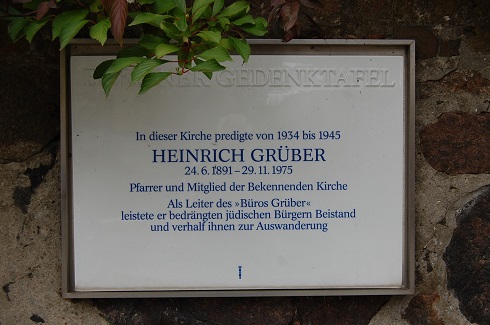 GEDENKTAFEL
In dieser Kirche predigte von 1934 bis 1945
HEINRICH GRÜBER
24. 6. 1891 – 29. 11. 1975
Pfarrer und Mitglied der Bekennenden Kirche
Als Leiter des »Büros Grüber«
leistete er bedrängten jüdischen Bürgern Beistand
und verhalf ihnen zur Auswanderung